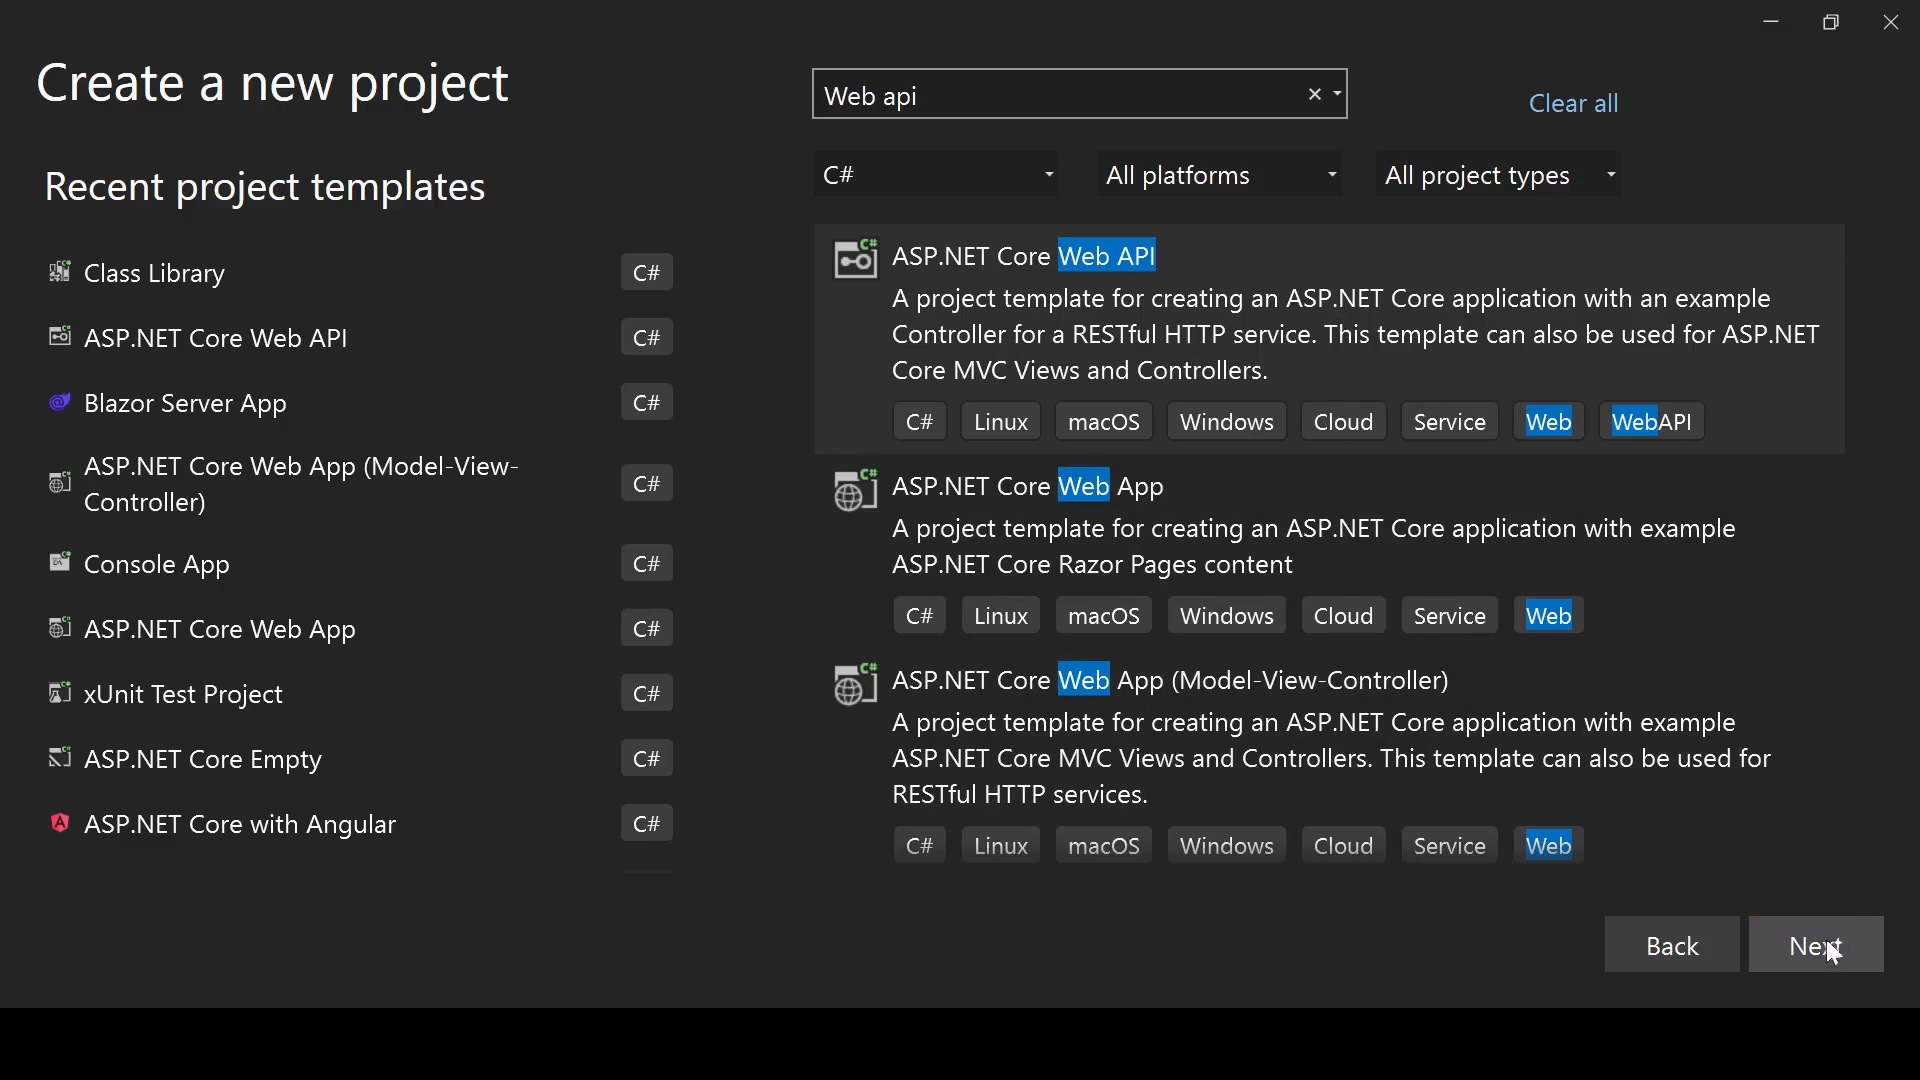 Create a new project
Web api
Clear all
Recent project templates
C#
All platforms
All project types
Class Library
C#
ASP.NET Core Web API
C#
Blazor Server App
C#
ASP.NET Core Web App (Model-View-
Controller)
C#
Console App
C#
ASP.NET Core Web App
C#
xUnit Test Project
C#
ASP.NET Core Empty
C#
ASP.NET Core with Angular
C#
ASP.NET Core Web API
A project template for creating an ASP.NET Core application with an example
Controller for a RESTful HTTP service. This template can also be used for ASP.NET
Core MVC Views and Controllers.
C# Linux macOS Windows Cloud Service Web WebAPI
ASP.NET Core Web App
A project template for creating an ASP.NET Core application with example
ASP.NET Core Razor Pages content
C# Linux macOS Windows Cloud Service Web
ASP.NET Core Web App (Model-View-Controller)
A project template for creating an ASP.NET Core application with example
ASP.NET Core MVC Views and Controllers. This template can also be used for
RESTful HTTP services.
C# Linux macOS Windows Cloud Service Web
Back
Next